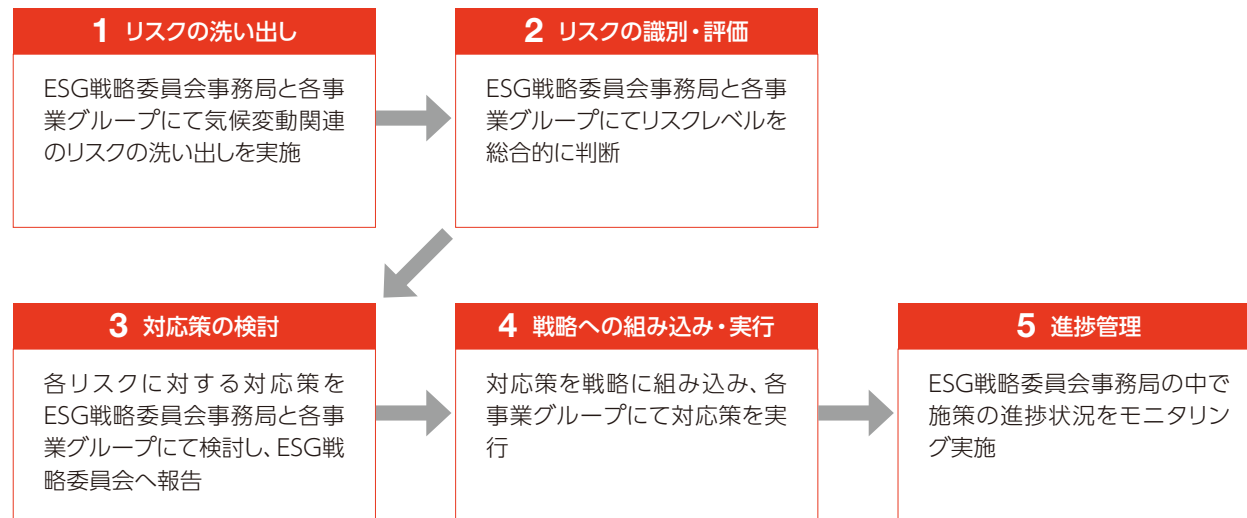 1 リスクの洗い出し
ESG戦略委員会事務局と各事
業グループにて気候変動関連
のリスクの洗い出しを実施
2 リスクの識別・評価
ESG戦略委員会事務局と各事
業グループにてリスクレベルを
総合的に判断
3 対応策の検討
各リスクに対する対応策を
ESG戦略委員会事務局と各事
業グループにて検討し、ESG戦
略委員会へ報告
4 戦略への組み込み・実行
対応策を戦略に組み込み、各
事業グループにて対応策を実
行
5 進捗管理
ESG戦略委員会事務局の中で
施策の進捗状況をモニタリン
グ実施